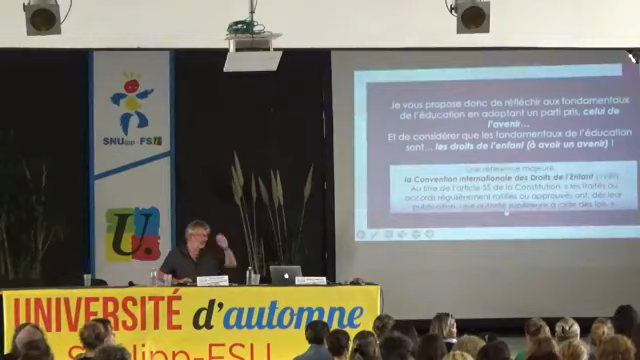 SNUipp - FSU
Je vous propose donc de réfléchir aux fondamentaux
de l'éducation en adoptant un parti pris, celui de
l'avenir...
Et de considérer que les fondamentaux de l'éducation
sont... les droits de l'enfant (à avoir un avenir) !
Une référence majeure
la Convention Internationale des Droits de l'Enfant (1989)
Au titre de l'article 55 de la Constitution, « les traités ou
accords régulièrement ratifiés ou approuvés ont, dès leur
publication, une autorité supérieure à celle des lois, »
U.
UNIVERSITÉ d'automne
SNUipp-FSU